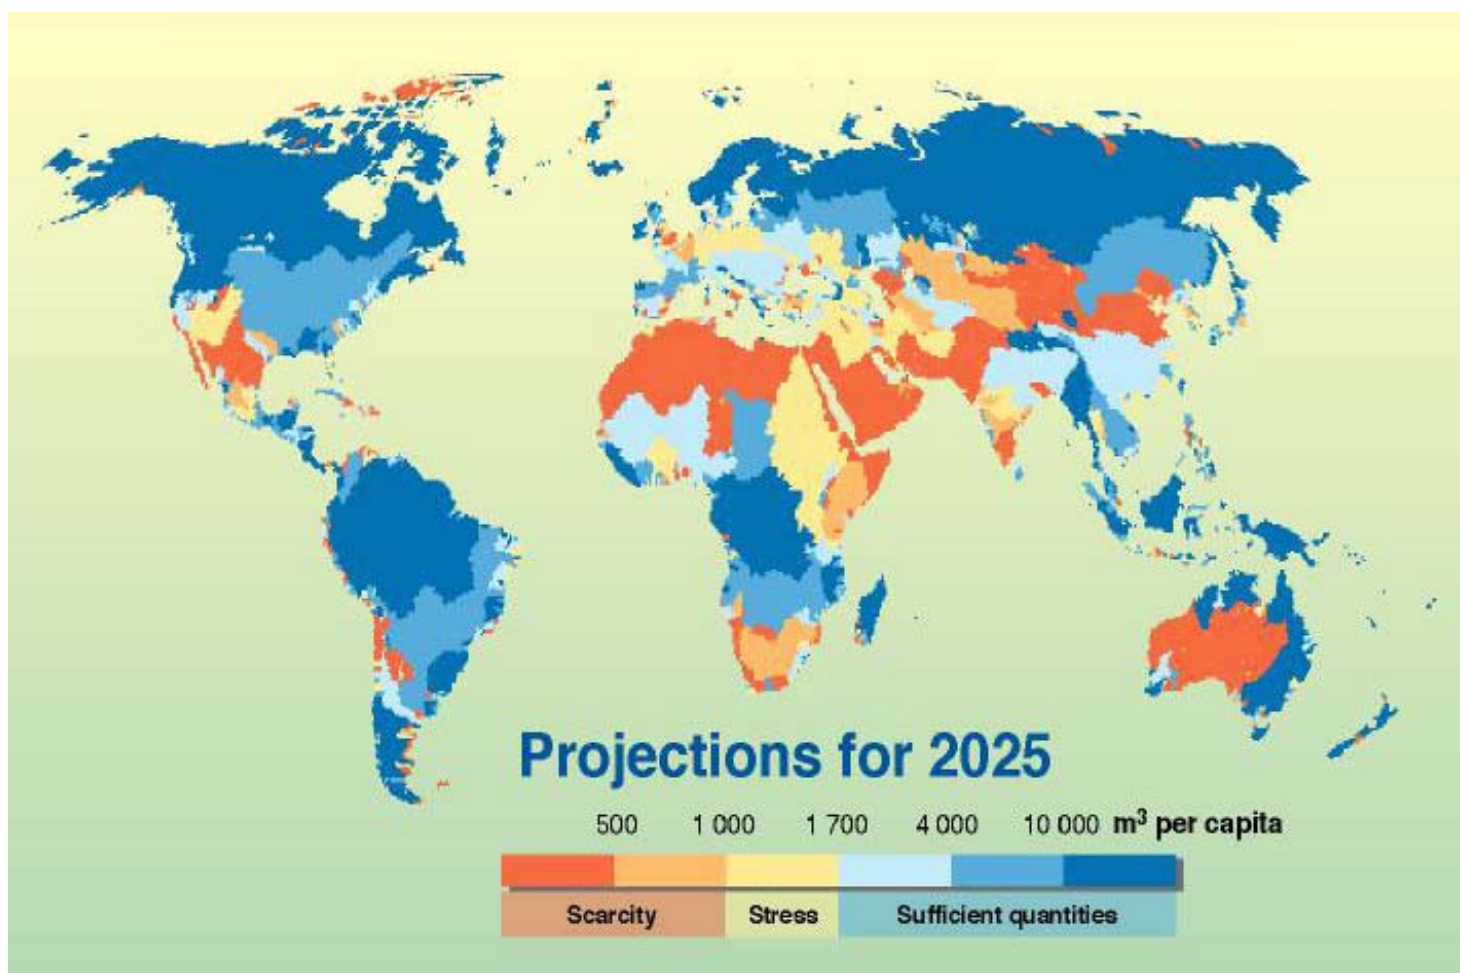 Projections for 2025
500 1 000 1 700 4 000 10 000 m³ per capita
Scarcity Stress Sufficient quantities